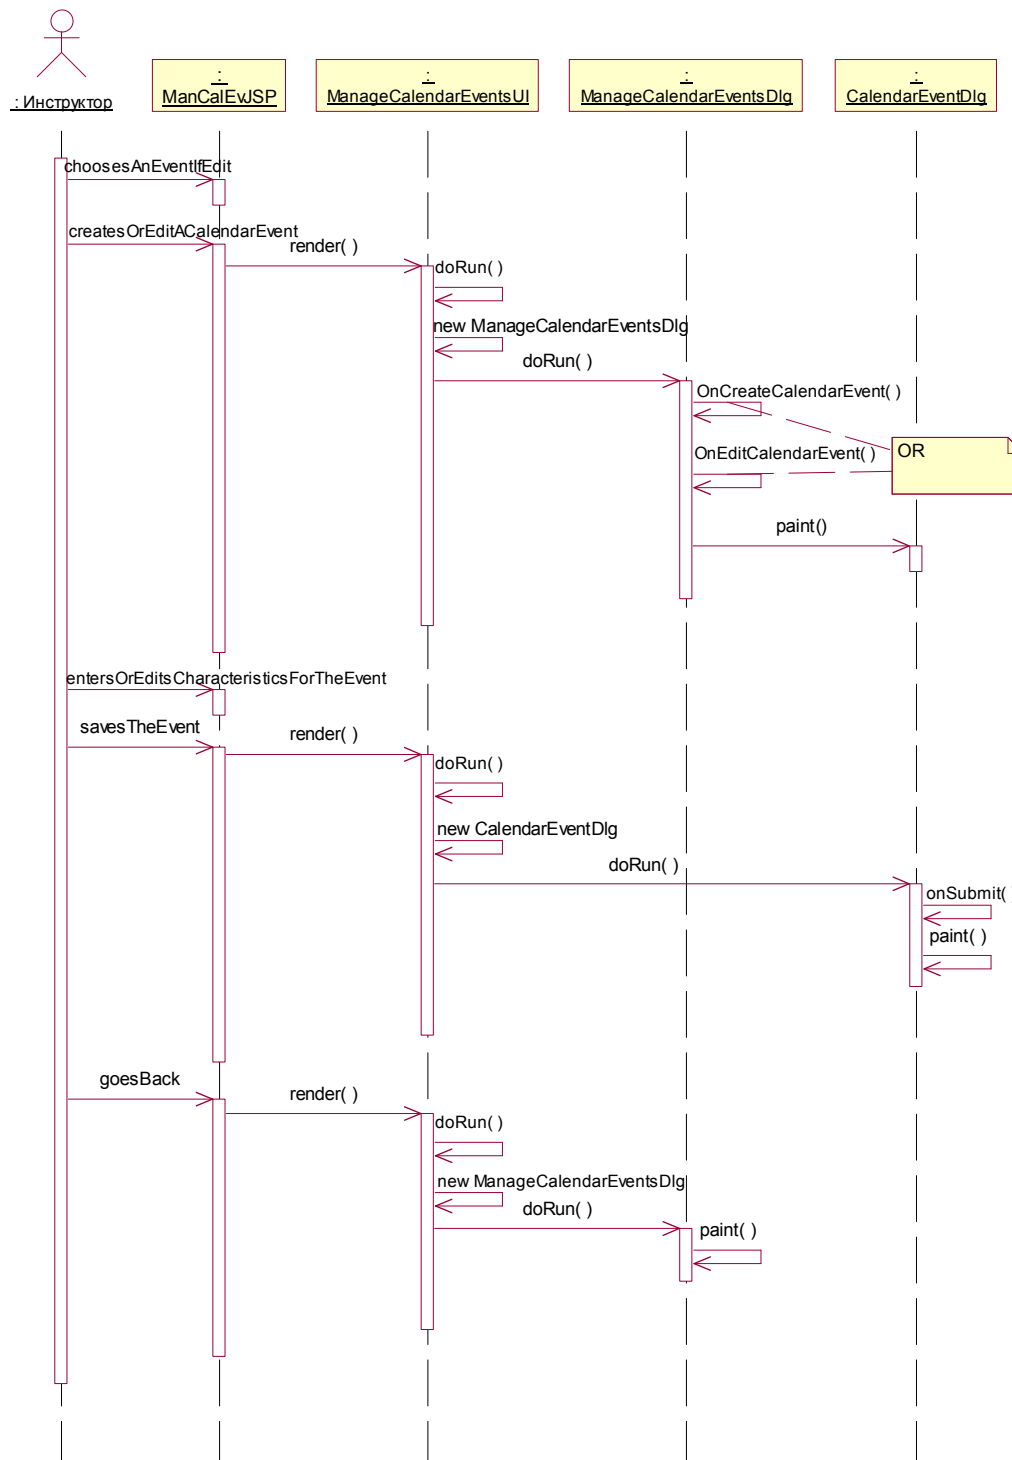 : Инструктор
:
ManCalEvJSP
:
ManageCalendarEventsUI
:
ManageCalendarEventsDlg
:
CalendarEventDlg
choosesAnEventIfEdit
createsOrEditACalendarEvent
render( )
doRun( )
new ManageCalendarEventsDlg
doRun( )
OnCreateCalendarEvent( )
OnEditCalendarEvent( )
OR
paint()
entersOrEditsCharacteristicsForTheEvent
savesTheEvent
render( )
doRun( )
new CalendarEventDlg
doRun( )
onSubmit( )
paint( )
goesBack
render( )
doRun( )
new ManageCalendarEventsDlg
doRun( )
paint( )